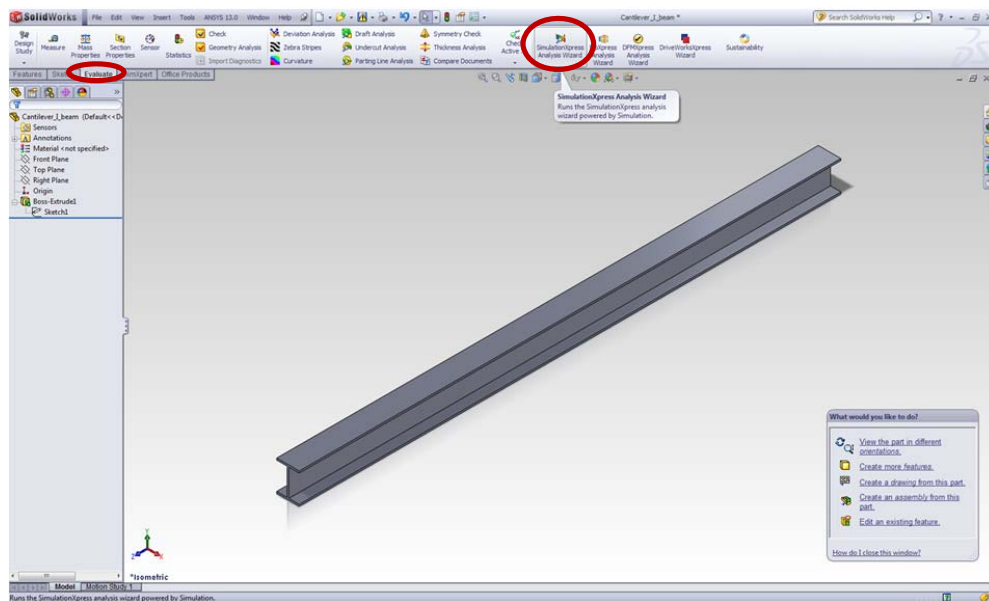 SolidWorks File Edit View Insert Tools ANSYS 13.0 Window Help Cantilever_I_beam * Search SolidWorks Help
Design Study
Measure
Mass Properties
Section Properties
Sensor
Statistics
Check
Geometry Analysis
Import Diagnostics
Deviation Analysis
Zebra Stripes
Curvature
Draft Analysis
Undercut Analysis
Parting Line Analysis
Symmetry Check
Thickness Analysis
Compare Documents
Check Active
SimulationXpress Analysis Wizard
Analysis Wizard
DFMXpress Analysis Wizard
DriveWorksXpress Wizard
Sustainability
Features Evaluate Office Products
SimulationXpress Analysis Wizard
Runs the SimulationXpress analysis
wizard powered by Simulation.
Cantilever_I_beam (Default<<D
Sensors
Annotations
Material <not specified>
Front Plane
Top Plane
Right Plane
Origin
Boss-Extrude1
Sketch1
What would you like to do?
View the part in different
orientations.
Create more features.
Create a drawing from this part.
Create an assembly from this
part.
Edit an existing feature.
How do I close this window?
*Isometric
Model Motion Study 1
Runs the SimulationXpress analysis wizard powered by Simulation.